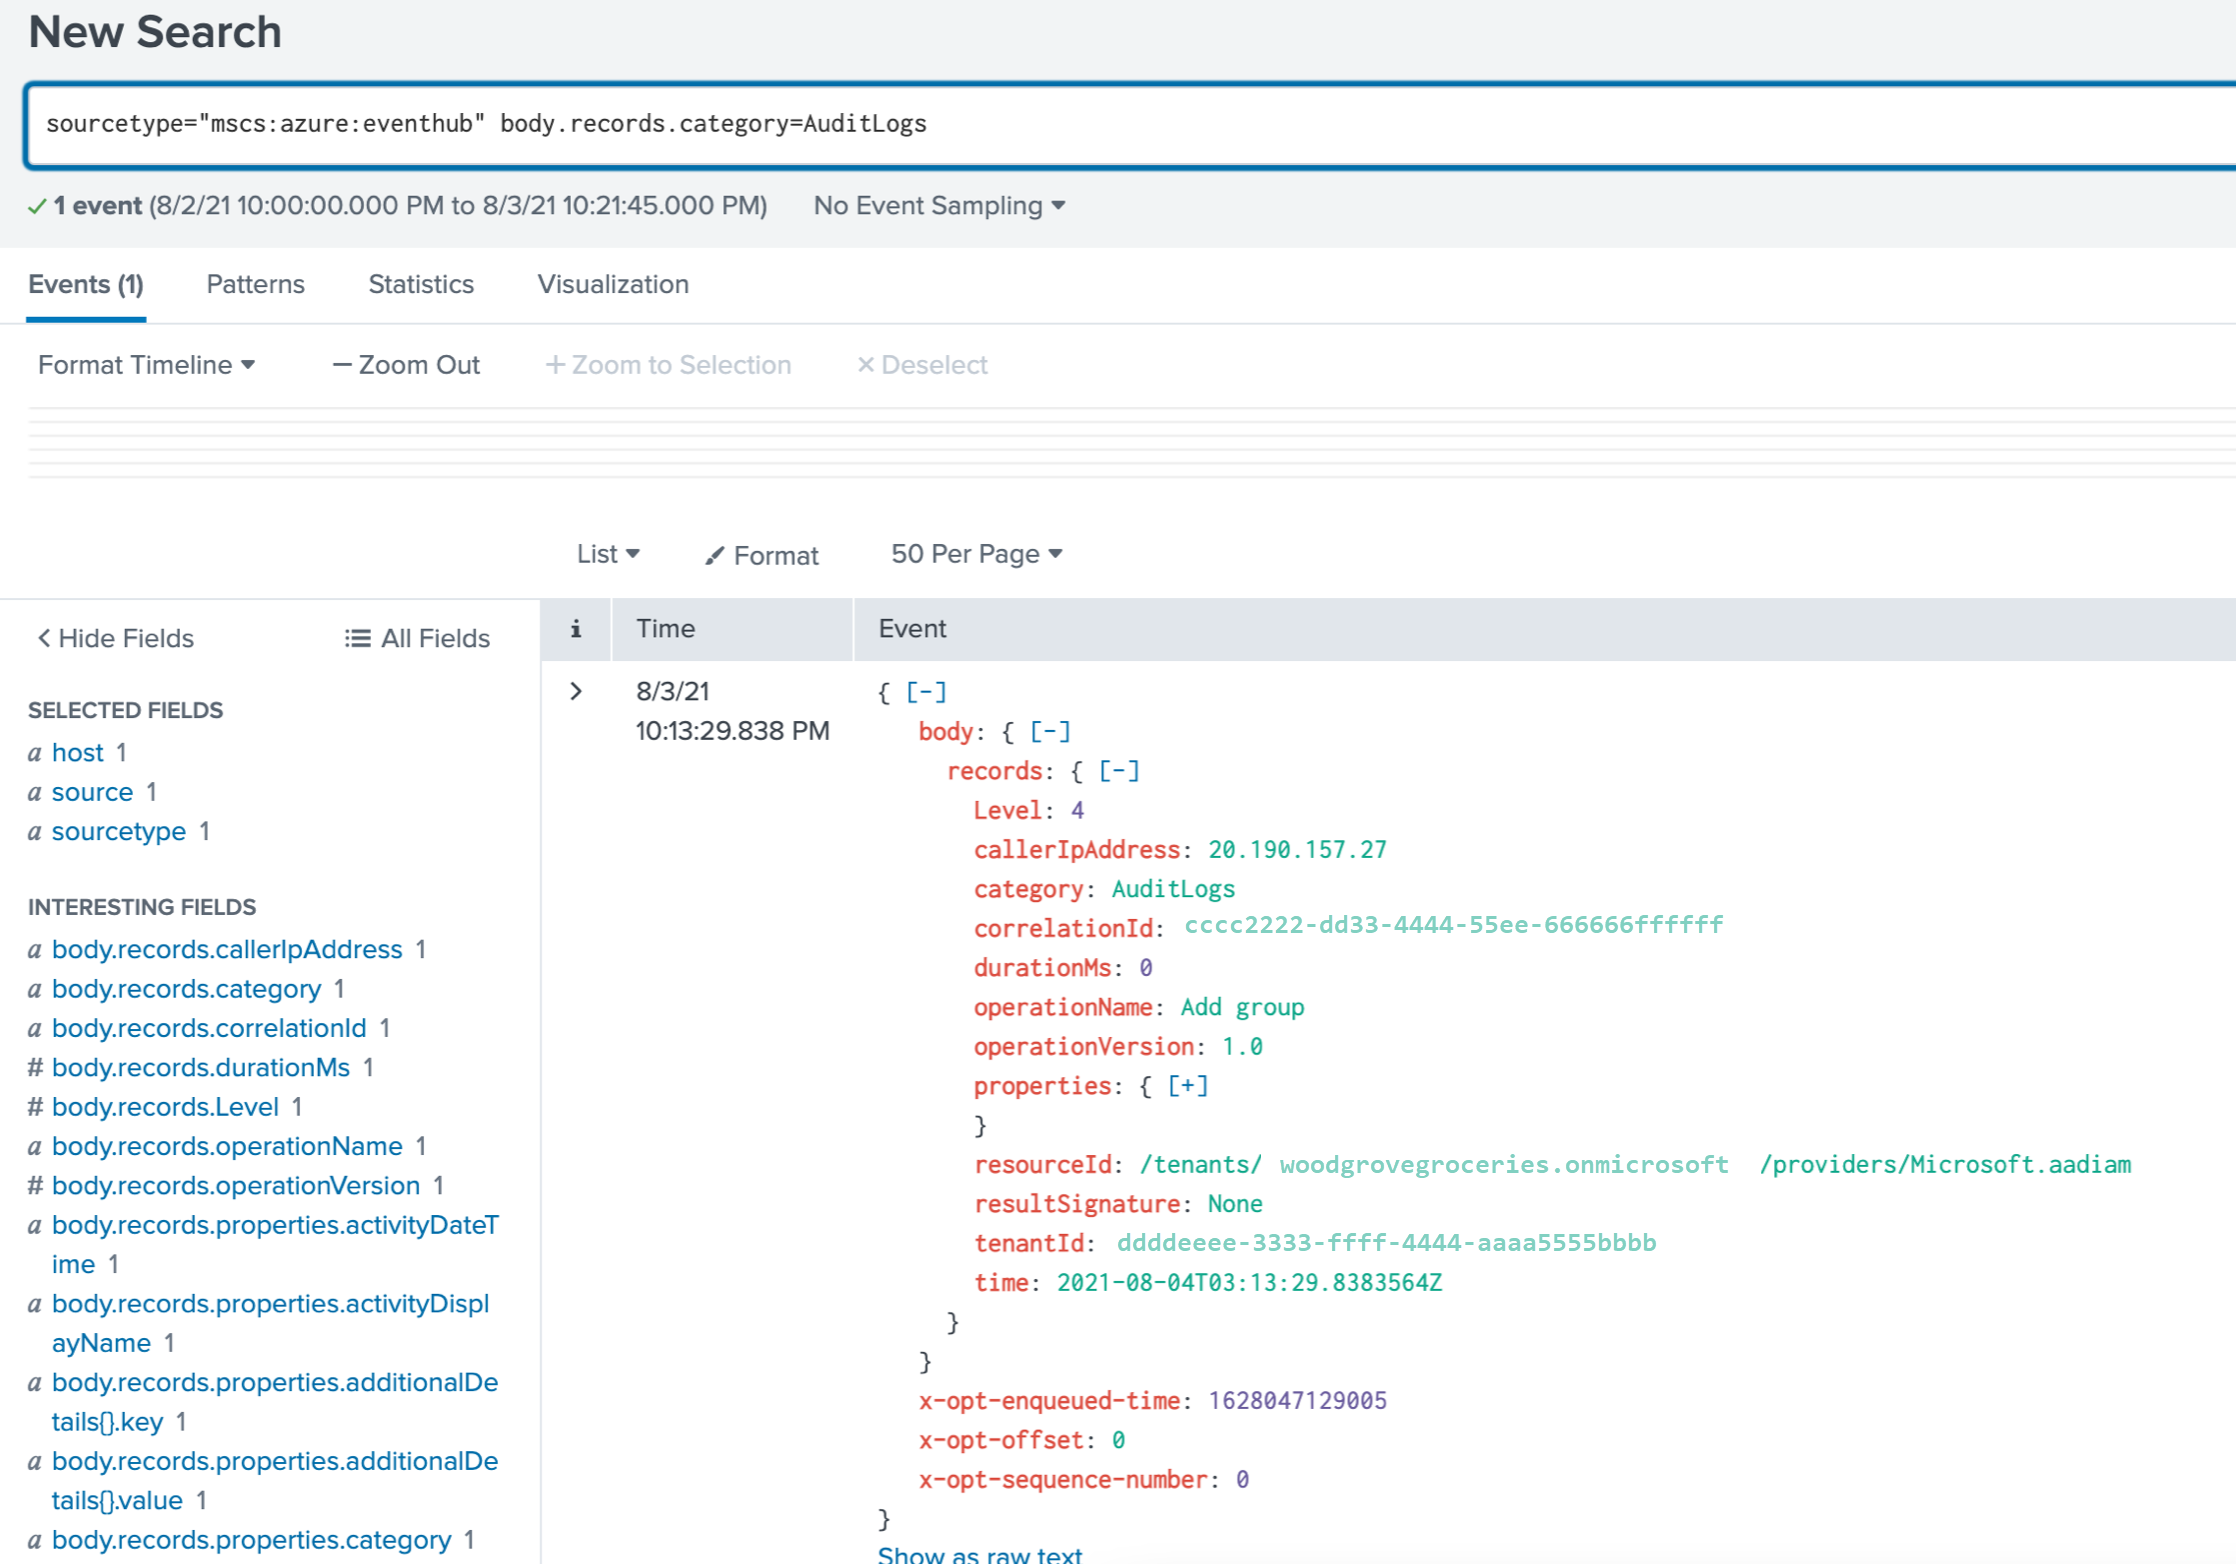 New Search
sourcetype="mscs:azure:eventhub" body.records.category=AuditLogs
1 event (8/2/21 10:00:00.000 PM to 8/3/21 10:21:45.000 PM) No Event Sampling
Events (1) Patterns Statistics Visualization
Format Timeline — Zoom Out + Zoom to Selection × Deselect
List Format 50 Per Page
< Hide Fields All Fields
SELECTED FIELDS
a host 1
a source 1
a sourcetype 1
INTERESTING FIELDS
a body.records.callerIpAddress 1
a body.records.category 1
a body.records.correlationId 1
# body.records.durationMs 1
# body.records.Level 1
a body.records.operationName 1
# body.records.operationVersion 1
a body.records.properties.activityDateT
ime 1
a body.records.properties.activityDispl
ayName 1
a body.records.properties.additionalDe
tails{}.key 1
a body.records.properties.additionalDe
tails{}.value 1
a body.records.properties.category 1
i Time Event
> 8/3/21
10:13:29.838 PM
{ [-]
body: { [-]
records: { [-]
Level: 4
callerIpAddress: 20.190.157.27
category: AuditLogs
correlationId: cccc2222-dd33-4444-55ee-666666ffffff
durationMs: 0
operationName: Add group
operationVersion: 1.0
properties: { [+]
}
resourceId: /tenants/ woodgrovegroceries.onmicrosoft /providers/Microsoft.aadiam
resultSignature: None
tenantId: ddddeeee-3333-ffff-4444-aaaa5555bbbb
time: 2021-08-04T03:13:29.8383564Z
}
}
x-opt-enqueued-time: 1628047129005
x-opt-offset: 0
x-opt-sequence-number: 0
}
Show as raw text